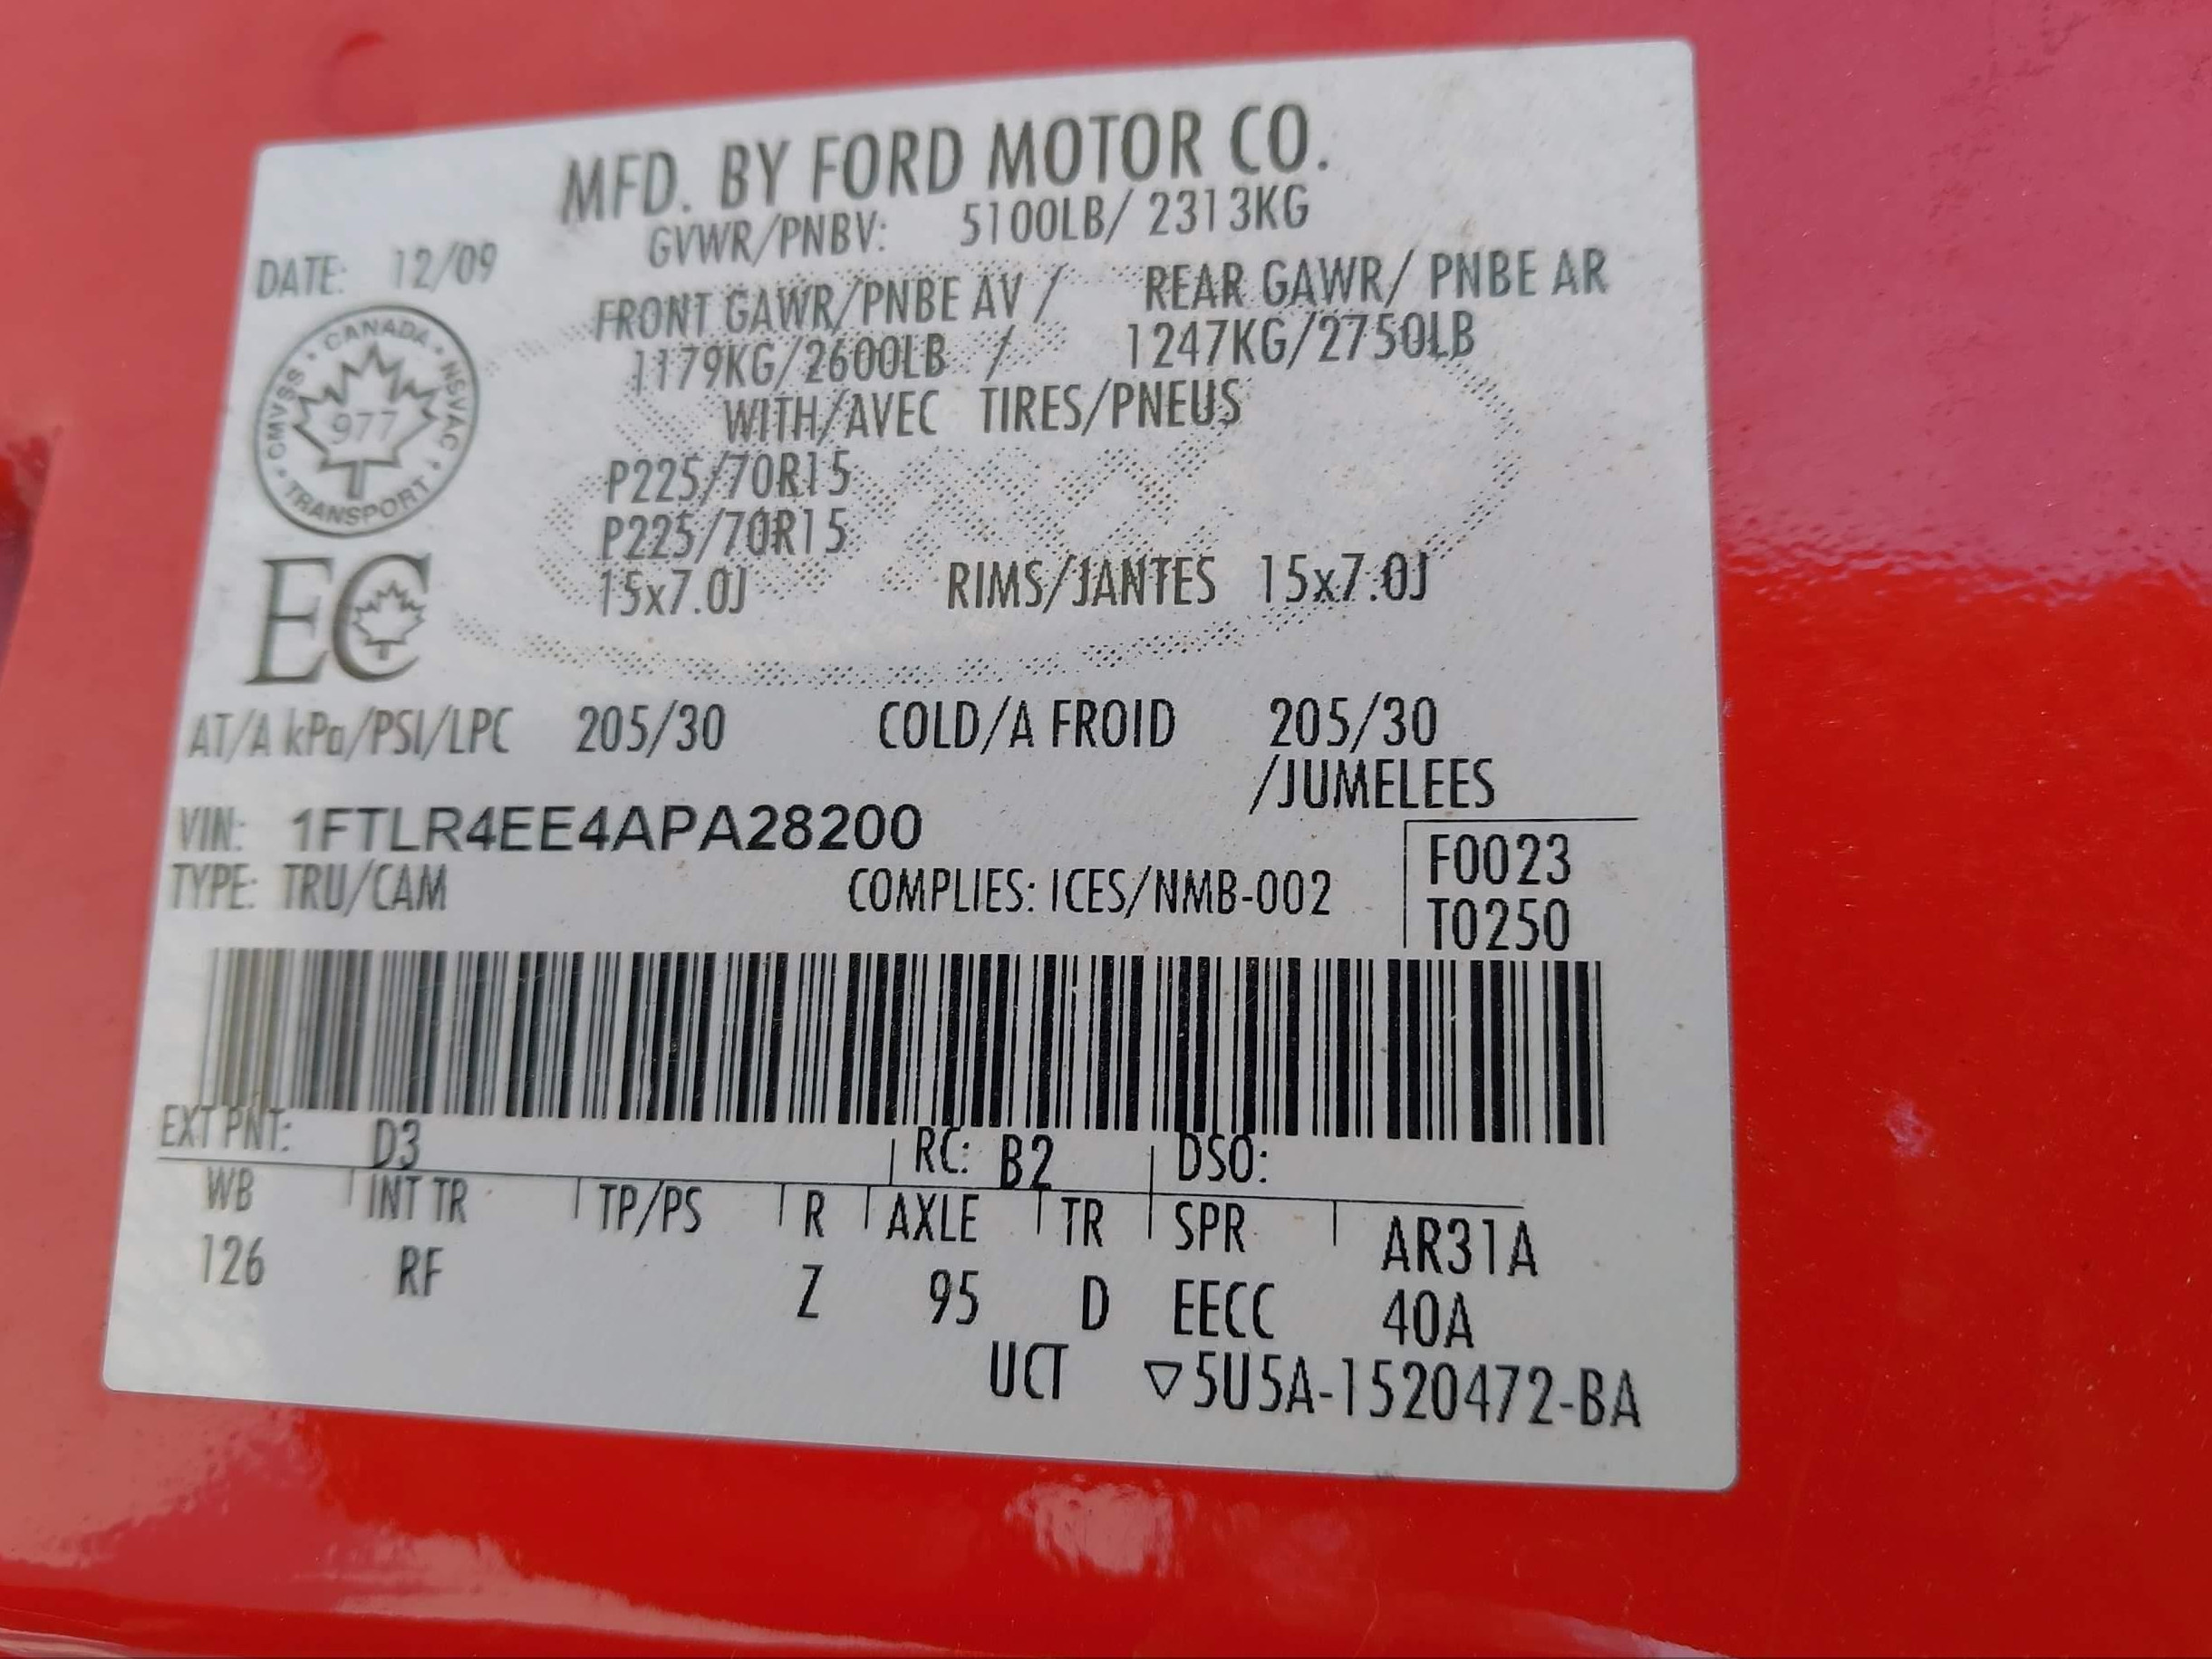 MFD. BY FORD MOTOR CO.
DATE: 12/09
GVWR/PNBV: 5100LB/ 2313KG
FRONT GAWR/PNBE AV / REAR GAWR/ PNBE AR
1179KG/2600LB / 1247KG/2750LB
WITH/AVEC TIRES/PNEUS
CMVSS • CANADA • NSVAC • TRANSPORT •
977
P225/70R15
P225/70R15
15x7.0J RIMS/JANTES 15x7.0J
EC
AT/A kPa/PSI/LPC 205/30 COLD/A FROID 205/30
/JUMELEES
VIN: 1FTLR4EE4APA28200
TYPE: TRU/CAM COMPLIES: ICES/NMB-002
F0023
T0250
EXT PNT: D3 RC: B2 DSO:
WB INT TR TP/PS R AXLE TR SPR AR31A
126 RF Z 95 D EECC 40A
UCT ▽5U5A-1520472-BA